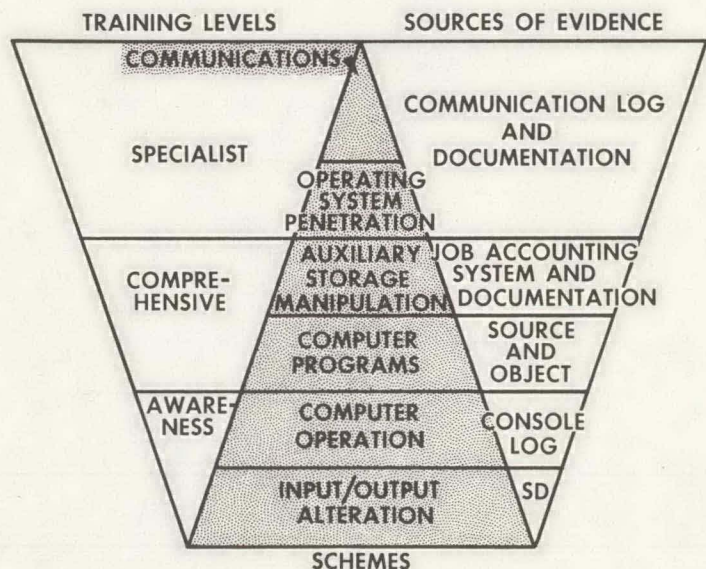 TRAINING LEVELS
SOURCES OF EVIDENCE
COMMUNICATIONS
SPECIALIST
COMMUNICATION LOG
AND
DOCUMENTATION
OPERATING
SYSTEM
PENETRATION
COMPRE-
HENSIVE
AUXILIARY
STORAGE
MANIPULATION
JOB ACCOUNTING
SYSTEM AND
DOCUMENTATION
COMPUTER
PROGRAMS
SOURCE
AND
OBJECT
AWARE-
NESS
COMPUTER
OPERATION
CONSOLE
LOG
INPUT/OUTPUT
ALTERATION
SD
SCHEMES